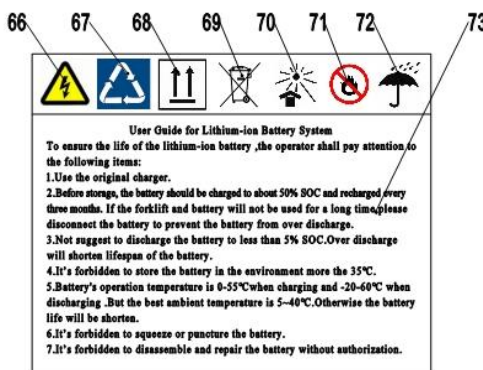 66 67 68 69 70 71 72 73
User Guide for Lithium-ion Battery System
To ensure the life of the lithium-ion battery ,the operator shall pay attention to
the following items:
1.Use the original charger.
2.Before storage, the battery should be charged to about 50% SOC and recharged every
three months. If the forklift and battery will not be used for a long time,please
disconnect the battery to prevent the battery from over discharge.
3.Not suggest to discharge the battery to less than 5% SOC.Over discharge
will shorten lifespan of the battery.
4.It's forbidden to store the battery in the environment more the 35℃.
5.Battery's operation temperature is 0-55℃when charging and -20-60℃ when
discharging .But the best ambient temperature is 5~40℃.Otherwise the battery
life will be shorten.
6.It's forbidden to squeeze or puncture the battery.
7.It's forbidden to disassemble and repair the battery without authorization.